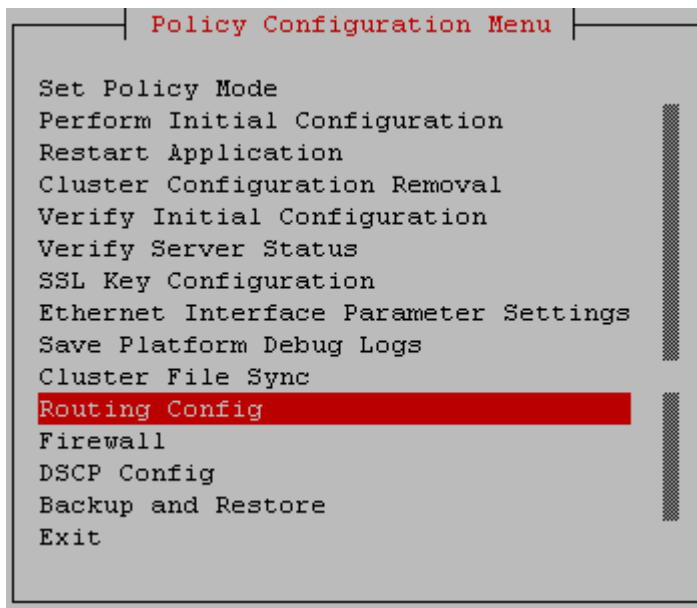 Policy Configuration Menu
Set Policy Mode
Perform Initial Configuration
Restart Application
Cluster Configuration Removal
Verify Initial Configuration
Verify Server Status
SSL Key Configuration
Ethernet Interface Parameter Settings
Save Platform Debug Logs
Cluster File Sync
Routing Config
Firewall
DSCP Config
Backup and Restore
Exit